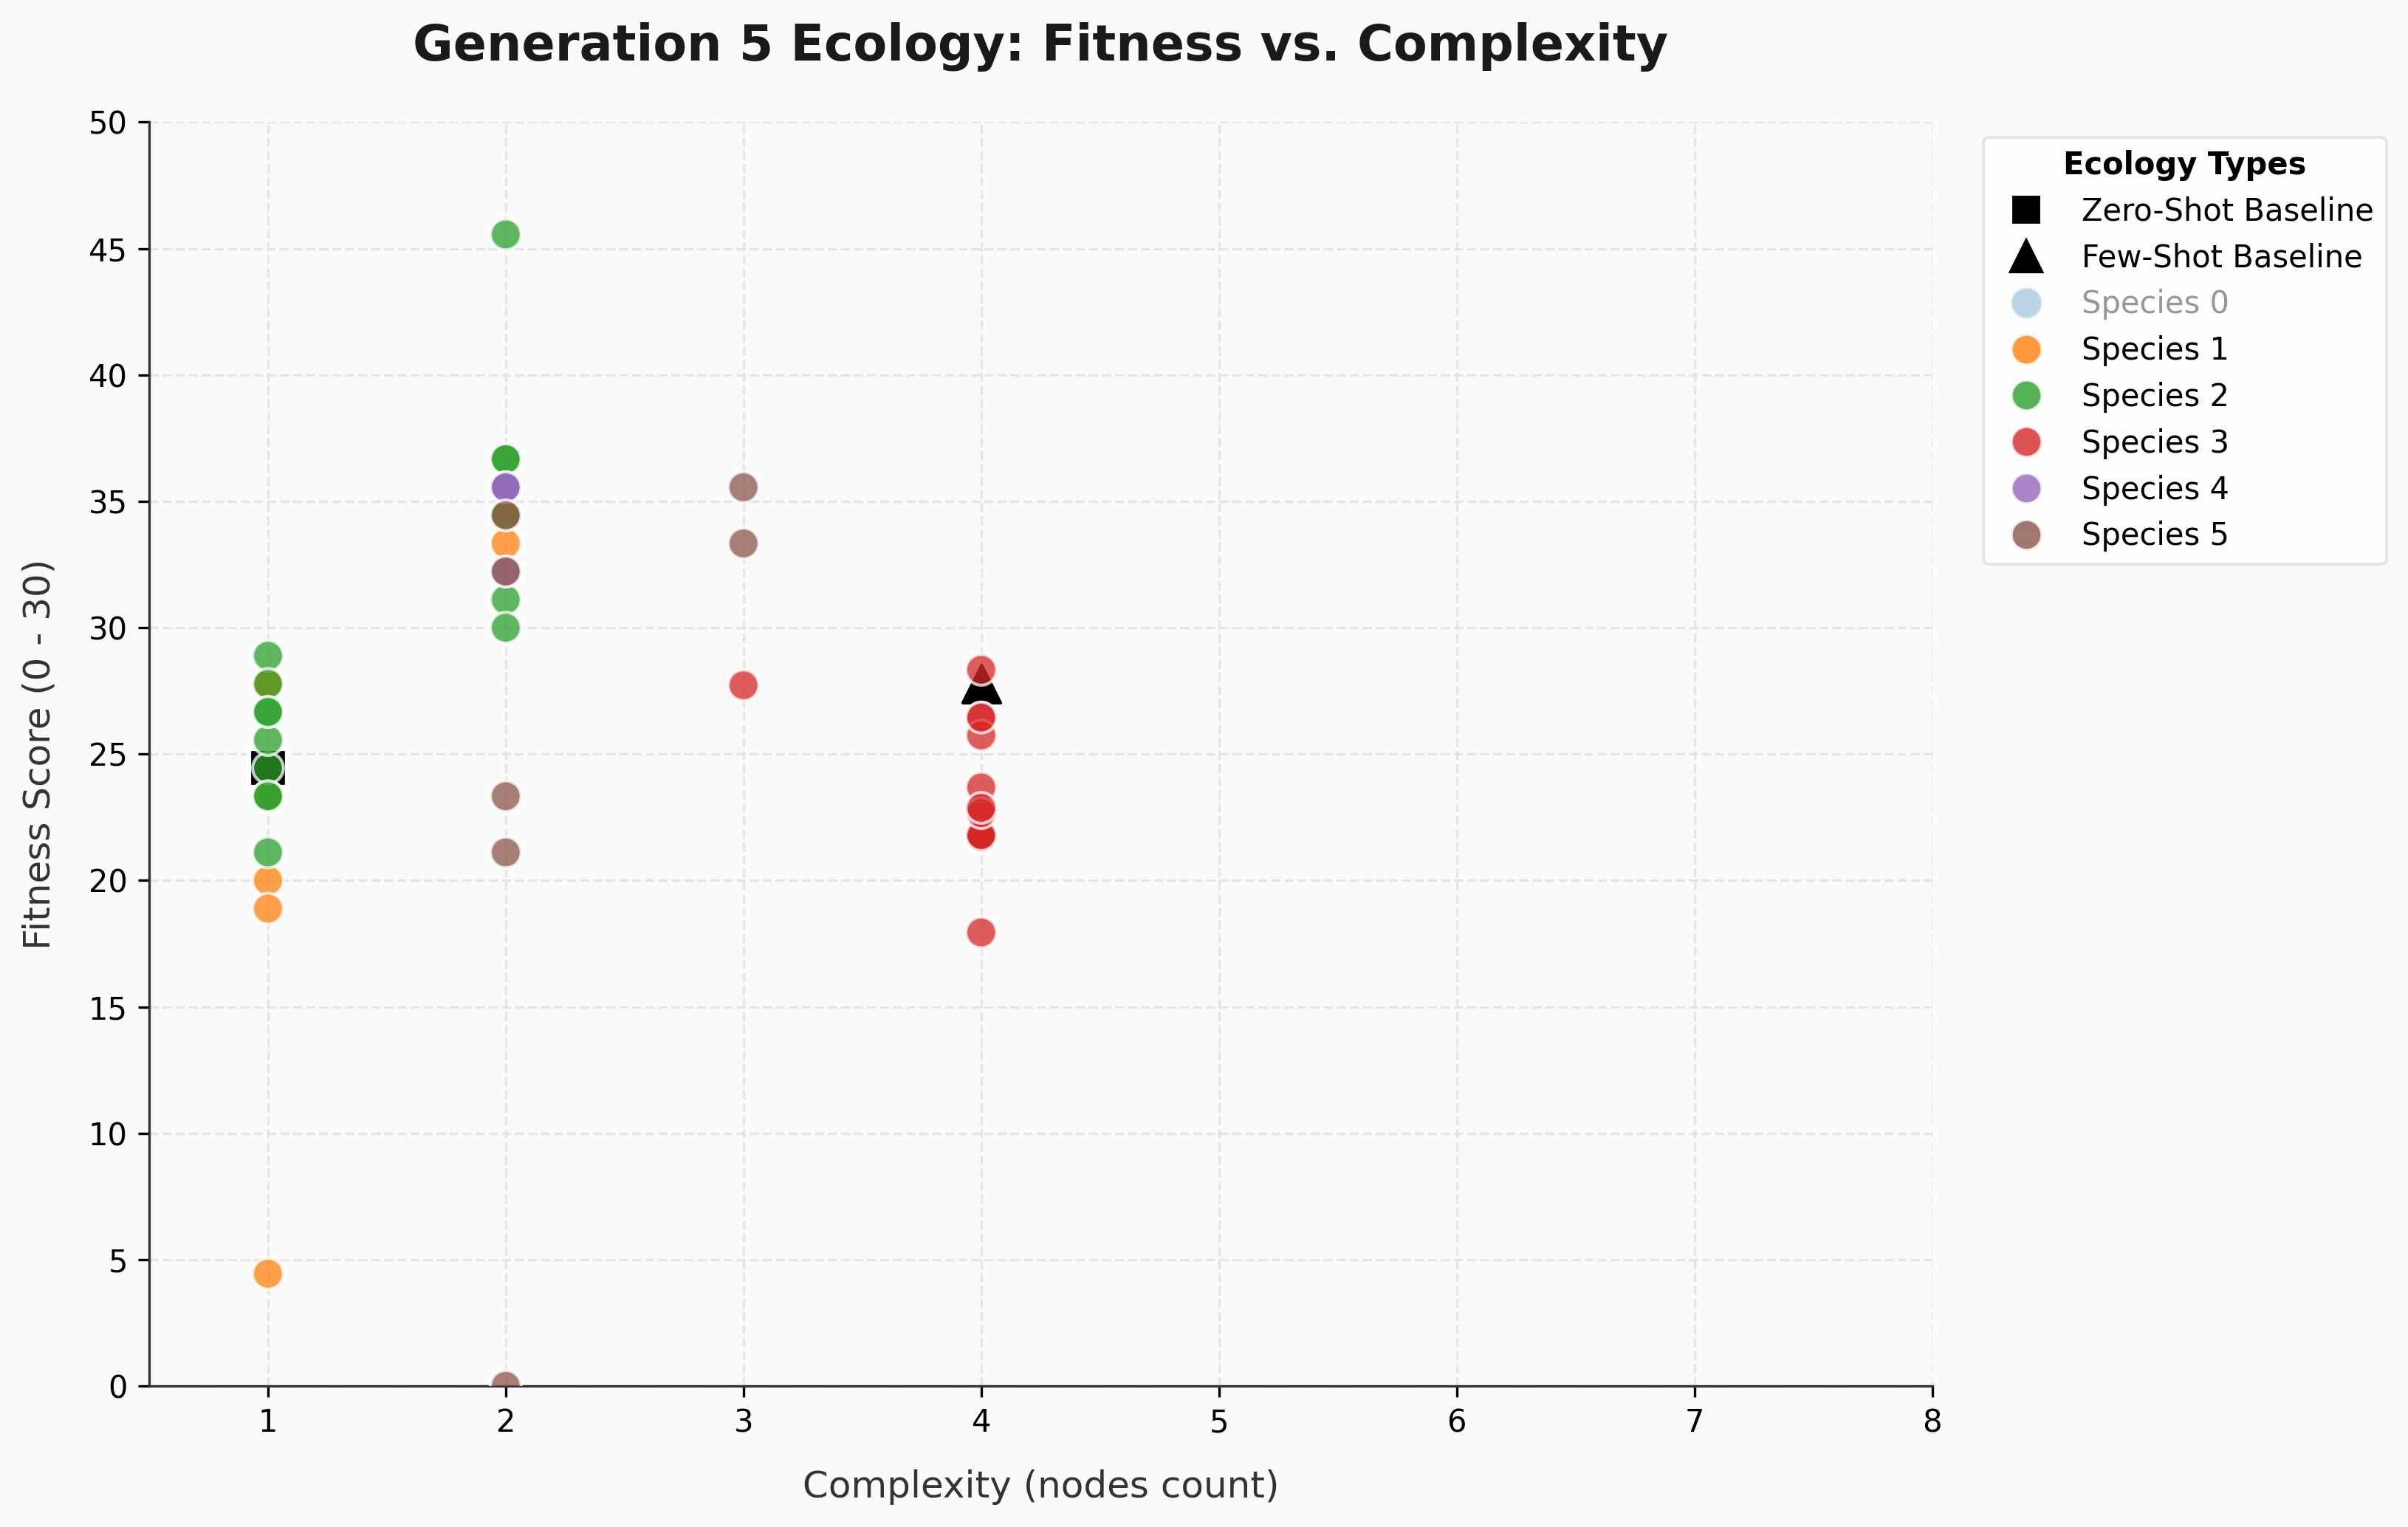 Generation 5 Ecology: Fitness vs. Complexity
50
45
40
35
30
25
20
15
10
5
0
Fitness Score (0 - 30)
1 2 3 4 5 6 7 8
Complexity (nodes count)
Ecology Types
Zero-Shot Baseline
Few-Shot Baseline
Species 0
Species 1
Species 2
Species 3
Species 4
Species 5